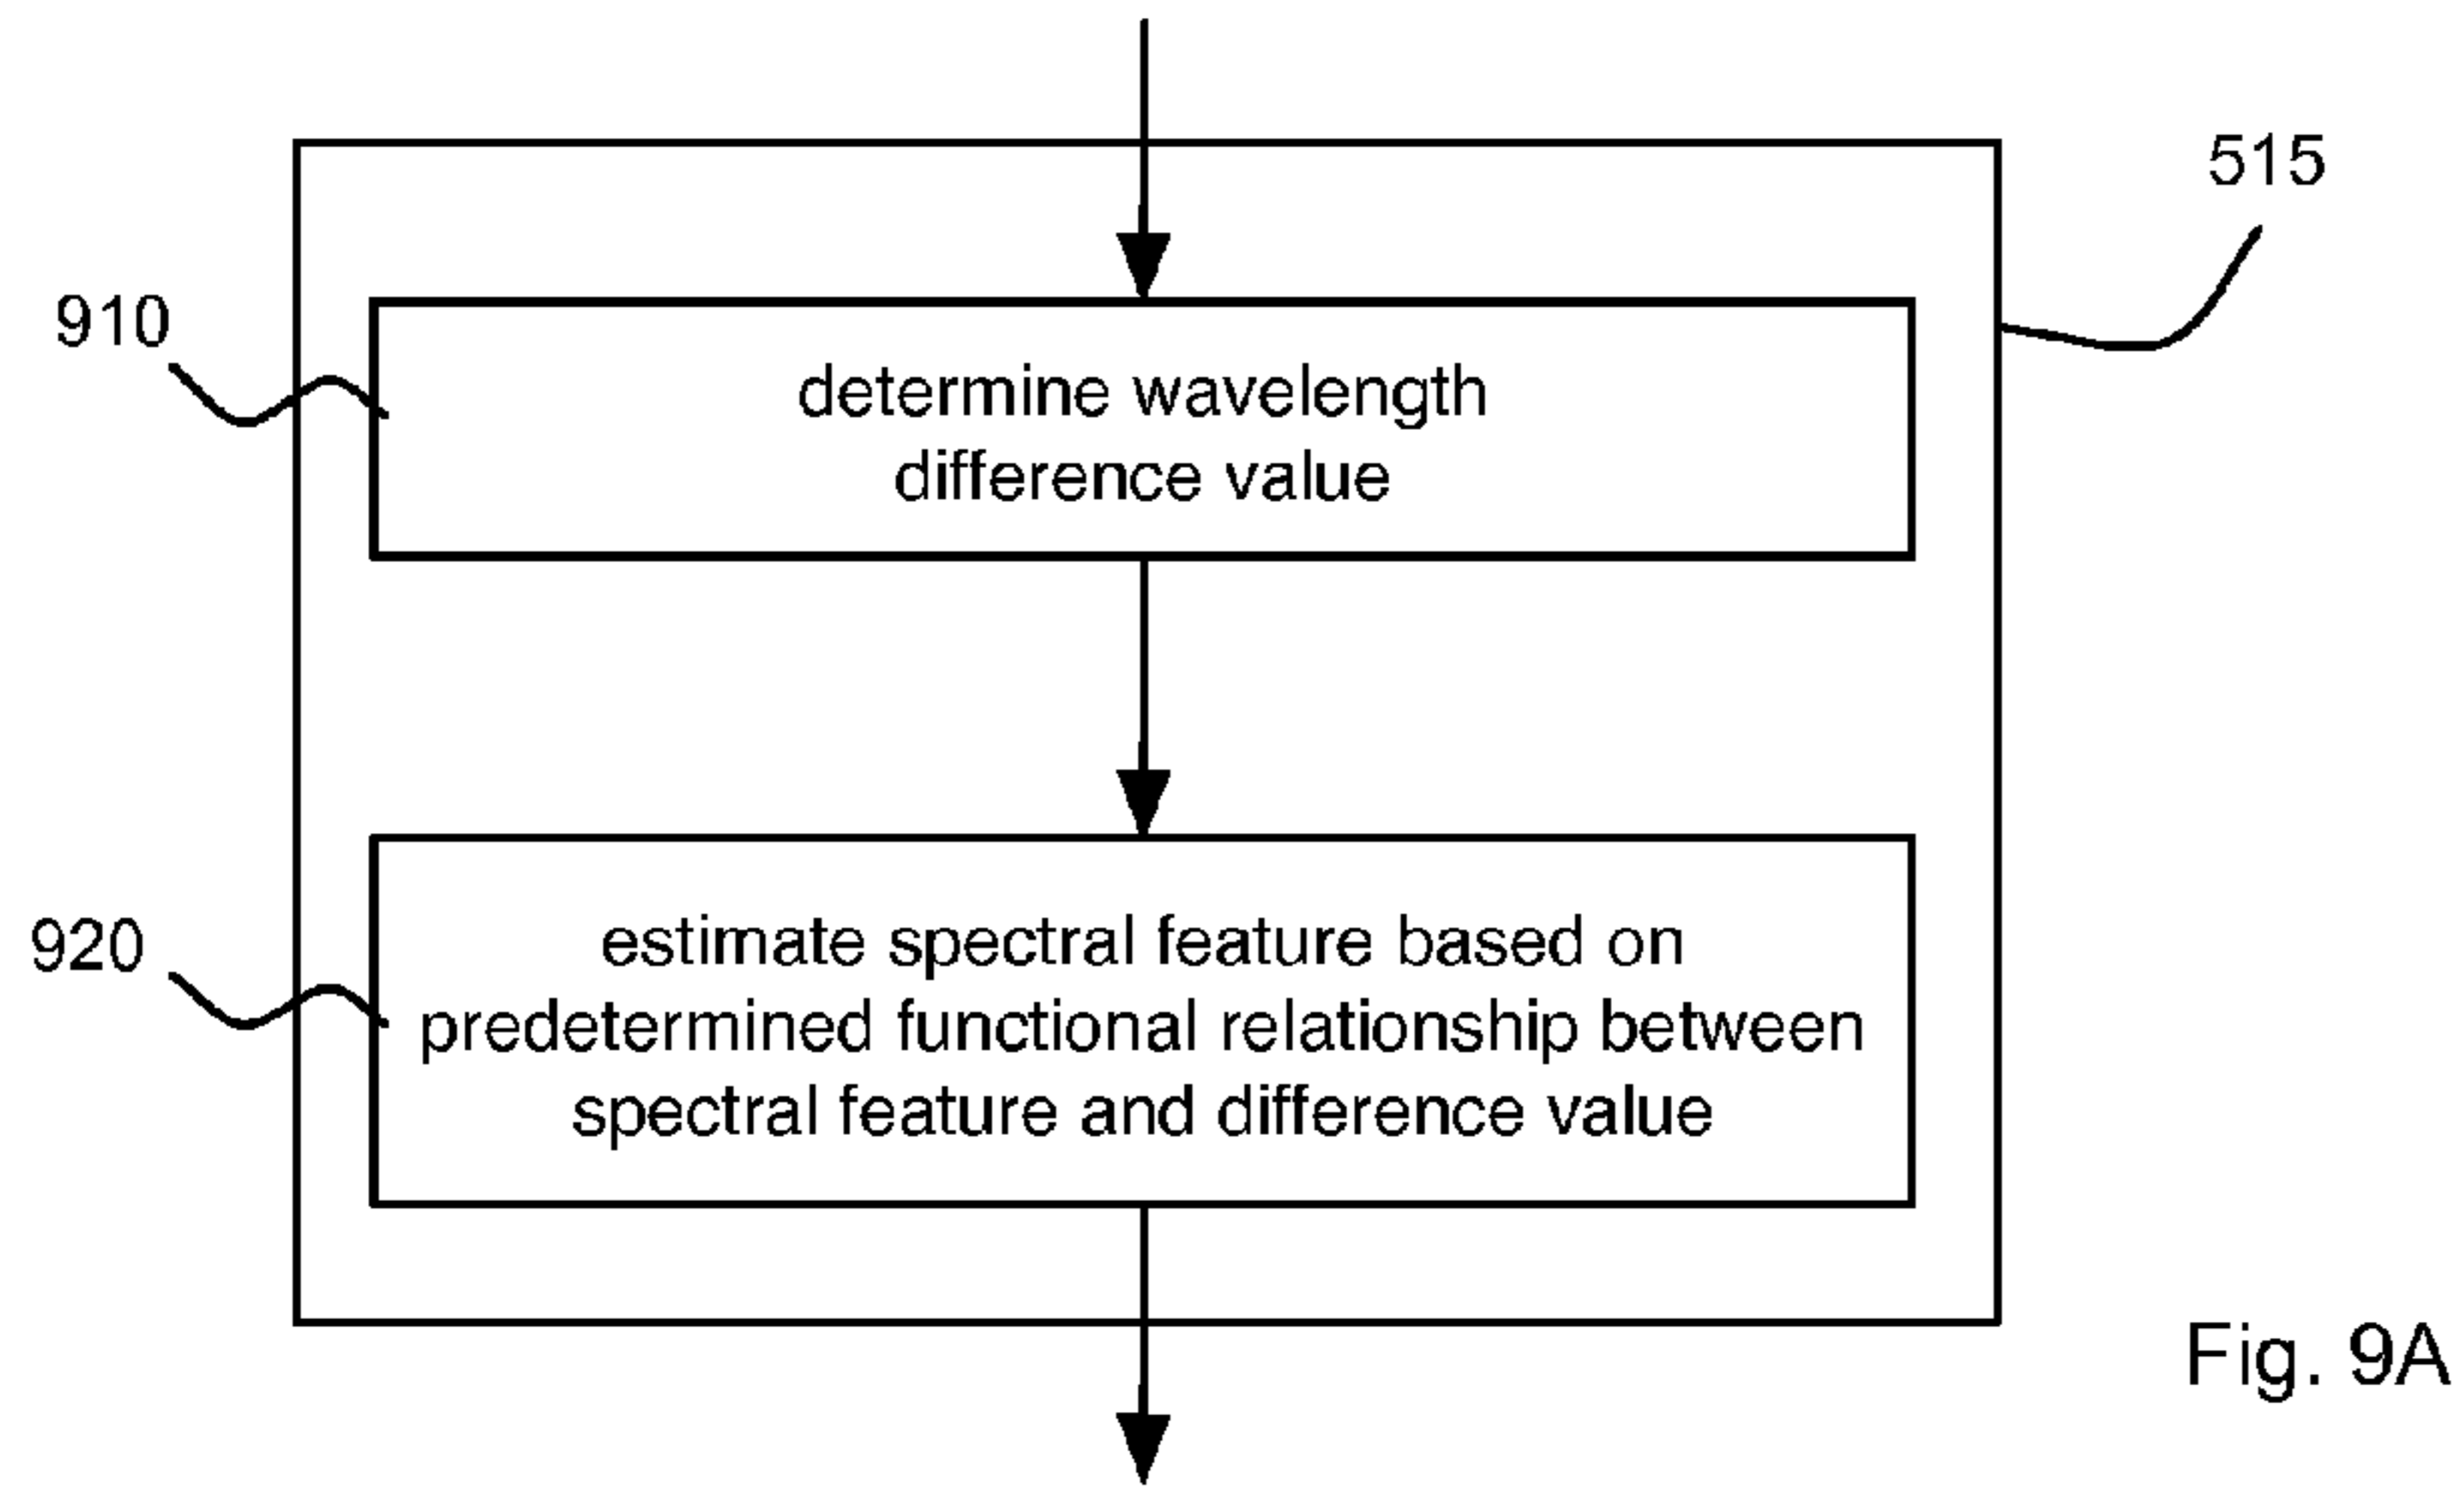 515
910
determine wavelength
difference value
920
estimate spectral feature based on
predetermined functional relationship between
spectral feature and difference value
Fig. 9A